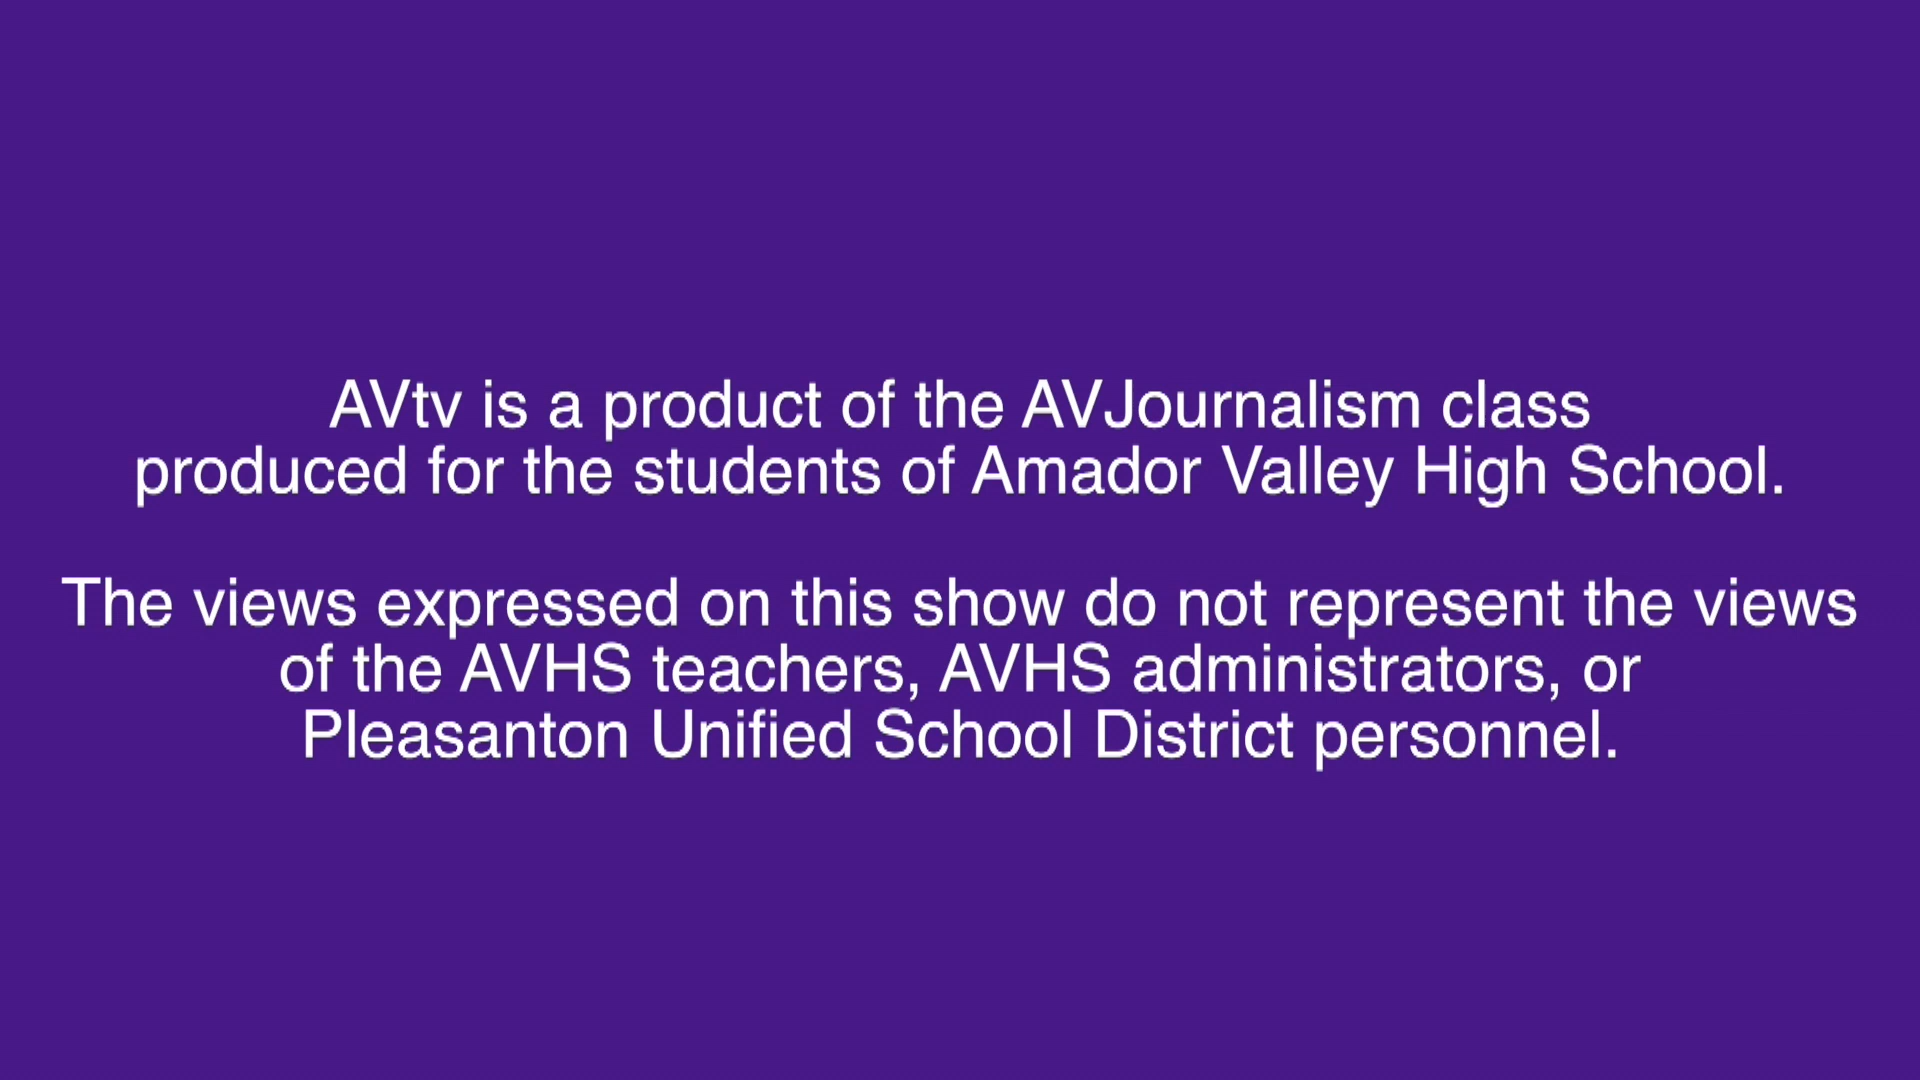 AVtv is a product of the AVJournalism class
produced for the students of Amador Valley High School.
The views expressed on this show do not represent the views
of the AVHS teachers, AVHS administrators, or
Pleasanton Unified School District personnel.